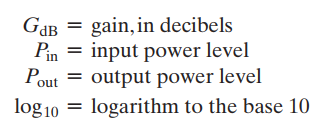 GdB = gain, in decibels
Pin = input power level
Pout = output power level
log10 = logarithm to the base 10